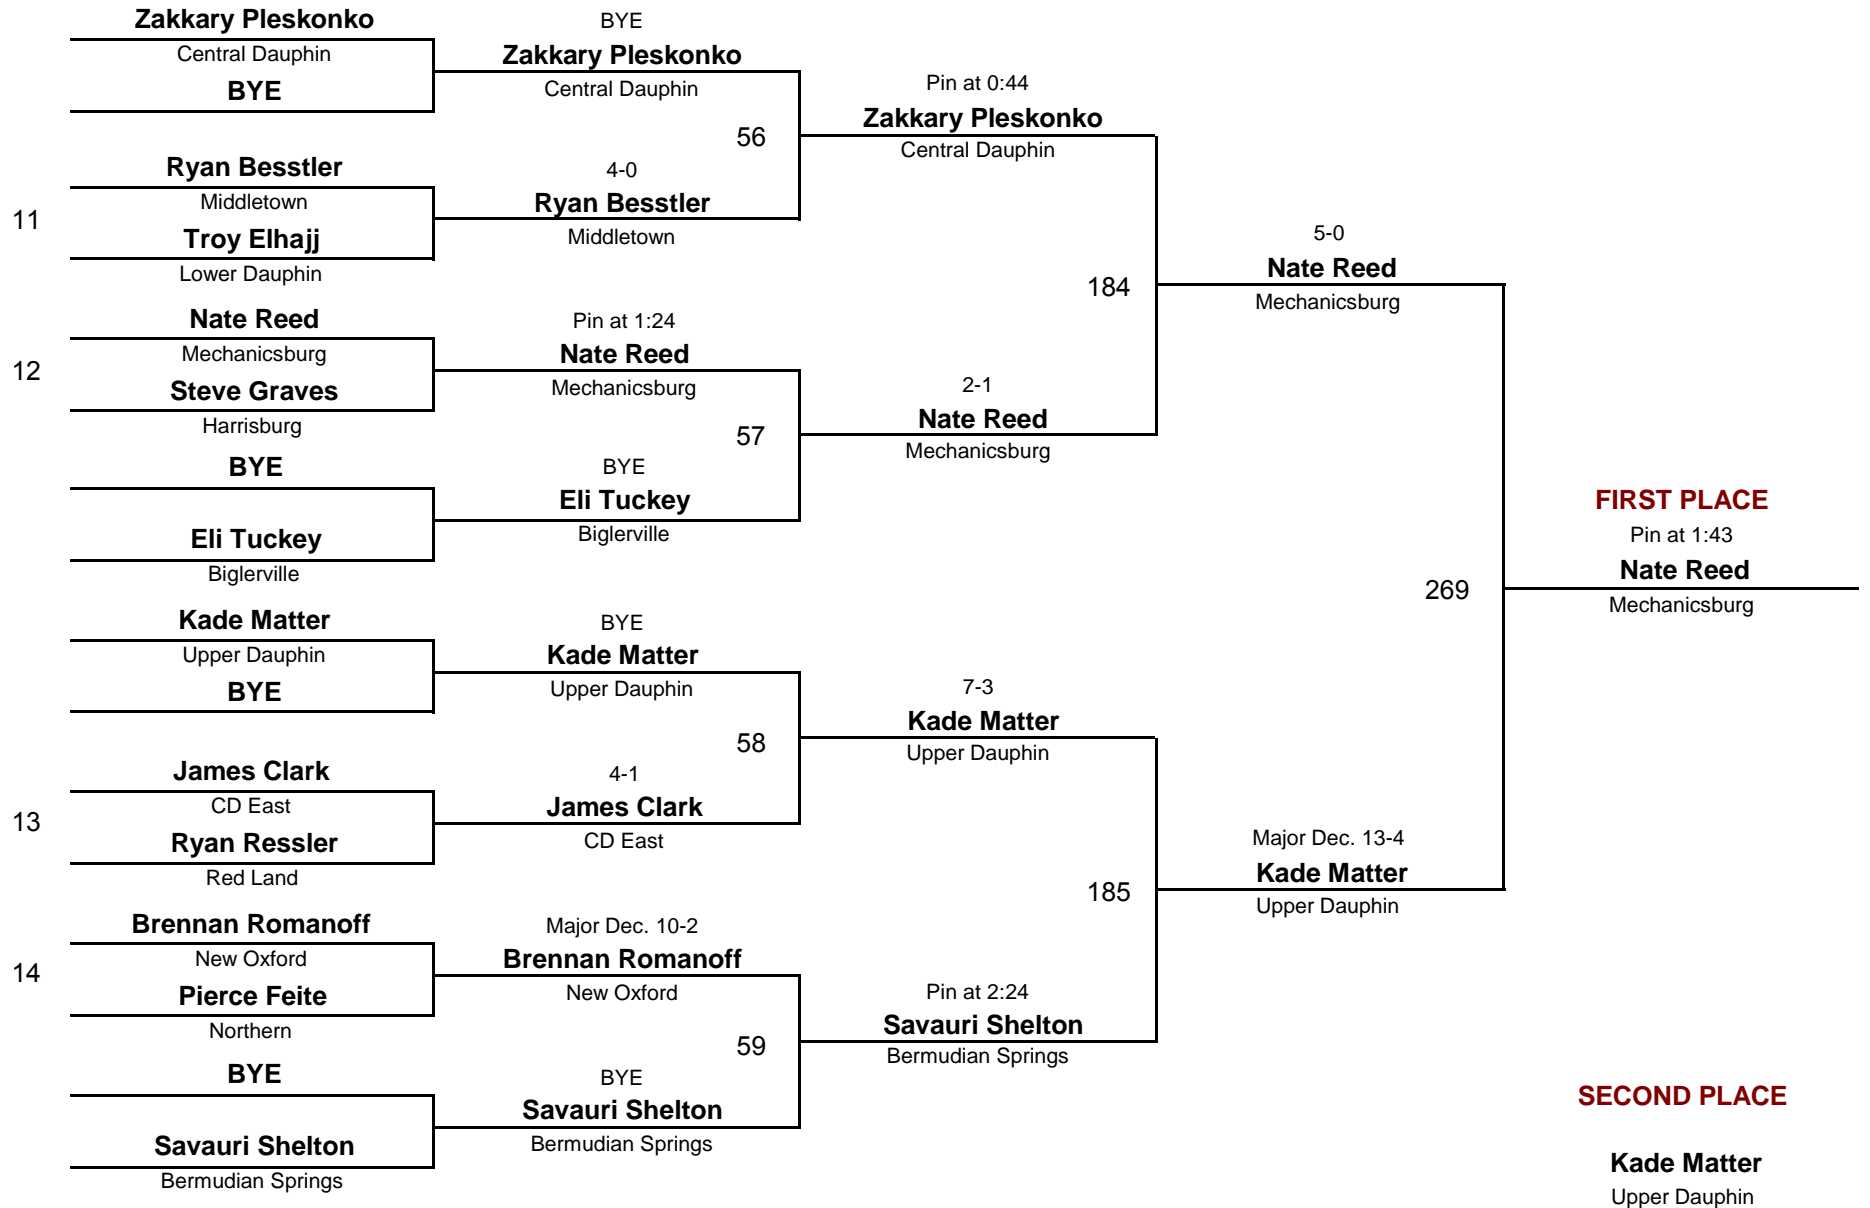 Zakkary Pleskonko
Central Dauphin
BYE
11
Ryan Besstler
Middletown
Troy Elhajj
Lower Dauphin
12
Nate Reed
Mechanicsburg
Steve Graves
Harrisburg
BYE
Eli Tuckey
Biglerville
Kade Matter
Upper Dauphin
BYE
13
James Clark
CD East
Ryan Ressler
Red Land
14
Brennan Romanoff
New Oxford
Pierce Feite
Northern
BYE
Savauri Shelton
Bermudian Springs
BYE
Zakkary Pleskonko
Central Dauphin
56
4-0
Ryan Besstler
Middletown
Pin at 1:24
Nate Reed
Mechanicsburg
57
BYE
Eli Tuckey
Biglerville
BYE
Kade Matter
Upper Dauphin
58
4-1
James Clark
CD East
Major Dec. 10-2
Brennan Romanoff
New Oxford
59
BYE
Savauri Shelton
Bermudian Springs
Pin at 0:44
Zakkary Pleskonko
Central Dauphin
184
2-1
Nate Reed
Mechanicsburg
7-3
Kade Matter
Upper Dauphin
185
Pin at 2:24
Savauri Shelton
Bermudian Springs
5-0
Nate Reed
Mechanicsburg
269
Major Dec. 13-4
Kade Matter
Upper Dauphin
FIRST PLACE
Pin at 1:43
Nate Reed
Mechanicsburg
SECOND PLACE
Kade Matter
Upper Dauphin